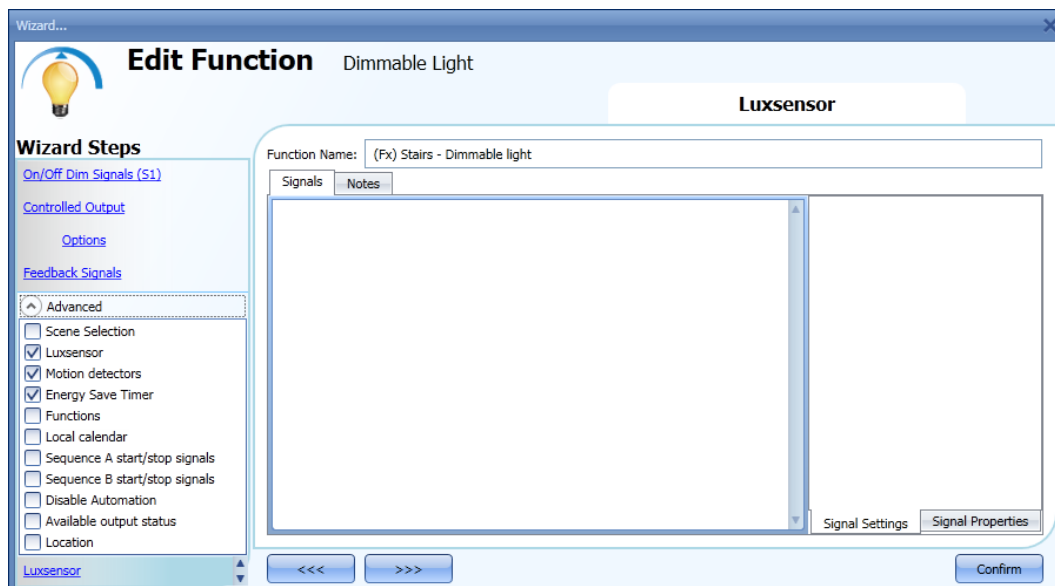 Wizard...
Edit Function Dimmable Light
Luxsensor
Wizard Steps
On/Off Dim Signals (S1)
Controlled Output
Options
Feedback Signals
Advanced
Scene Selection
Luxsensor
Motion detectors
Energy Save Timer
Functions
Local calendar
Sequence A start/stop signals
Sequence B start/stop signals
Disable Automation
Available output status
Location
Luxsensor
Function Name: (Fx) Stairs - Dimmable light
Signals Notes
Signal Settings Signal Properties
<<< >>> Confirm